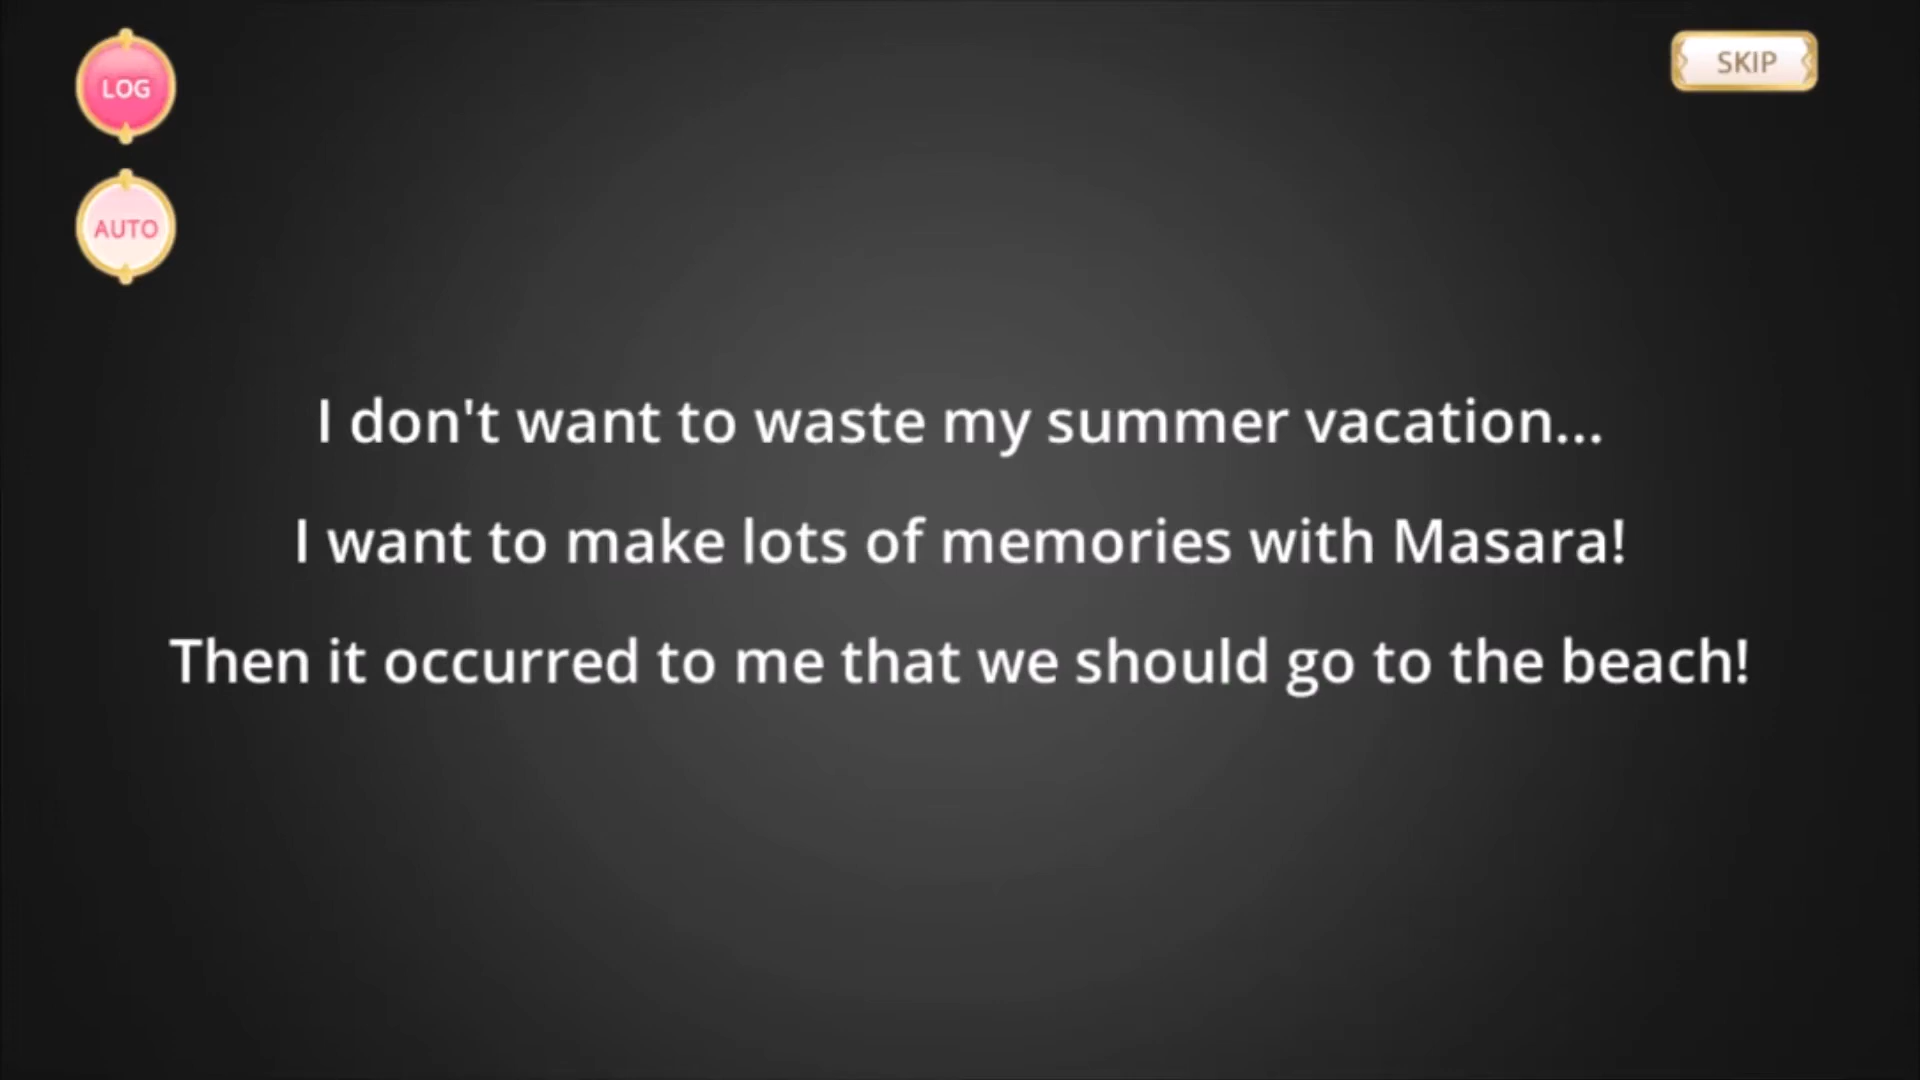 LOG
SKIP
AUTO
I don't want to waste my summer vacation...
I want to make lots of memories with Masara!
Then it occurred to me that we should go to the beach!